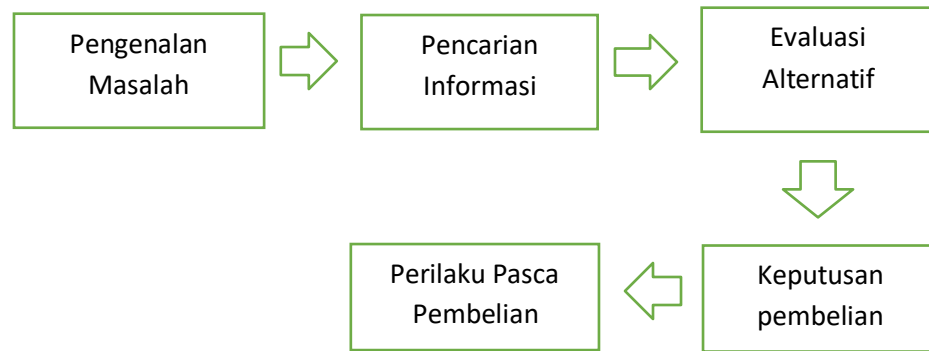 Pengenalan
Masalah
Pencarian
Informasi
Evaluasi
Alternatif
Keputusan
pembelian
Perilaku Pasca
Pembelian